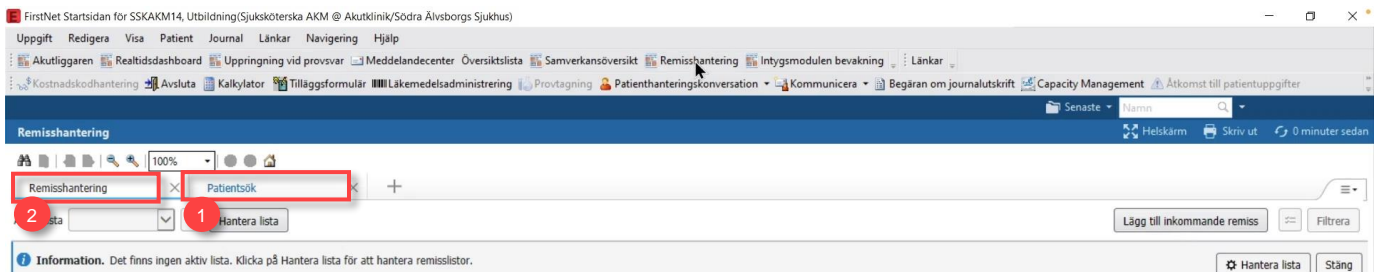 FirstNet Startsidan för SSKAKM14, Utbildning(Sjuksköterska AKM @ Akutklinik/Södra Älvsborgs Sjukhus)
Uppgift Redigera Visa Patient Journal Länkar Navigering Hjälp
Akutliggaren Realtidsdashboard Uppringning vid provsvar Meddelandecenter Översiktslista Samverkansöversikt Remisshantering Intygsmodulen bevakning Länkar
Kostnadskodhantering Avsluta Kalkylator Tilläggsformulär Läkemedelsadministrering Provtagning Patienthanteringskonversation Kommunicera Begäran om journalutskrift Capacity Management Åtkomst till patientuppgifter
Senaste Namn
Remisshantering Helskärm Skriv ut 0 minuter sedan
100%
Remisshantering Patientsök
2 sta 1 Hantera lista Lägg till inkommande remiss Filtrera
Information. Det finns ingen aktiv lista. Klicka på Hantera lista för att hantera remisslistor. Hantera lista Stäng